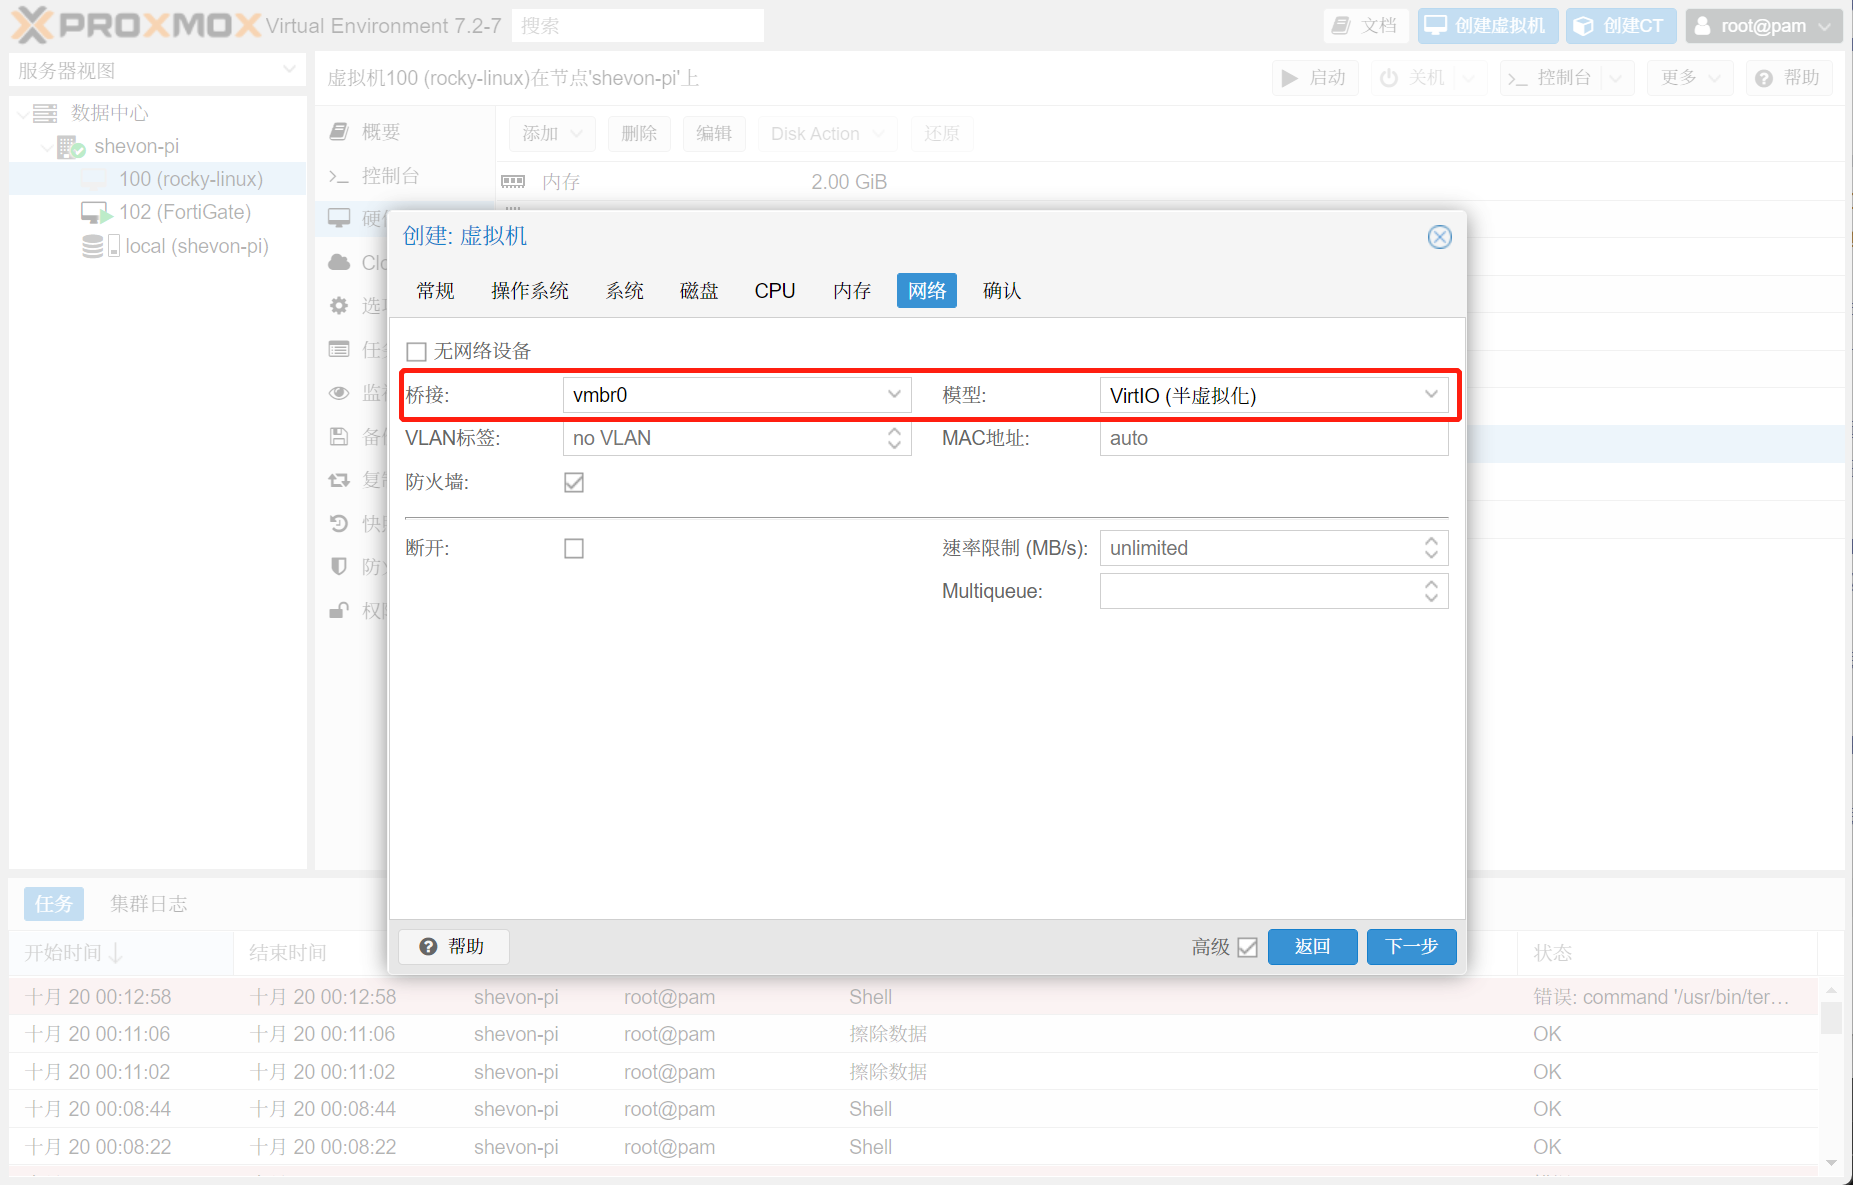 PROXMOX Virtual Environment 7.2-7 搜索 文档 创建虚拟机 创建CT root@pam
服务器视图
虚拟机100 (rocky-linux)在节点'shevon-pi'上 启动 关机 控制台 更多 帮助
数据中心
shevon-pi
100 (rocky-linux)
102 (FortiGate)
local (shevon-pi)
概要
控制台
添加 删除 编辑 Disk Action 还原
内存 2.00 GiB
创建: 虚拟机
常规 操作系统 系统 磁盘 CPU 内存 网络 确认
无网络设备
桥接: vmbr0 模型: VirtIO (半虚拟化)
VLAN标签: no VLAN MAC地址: auto
防火墙:
断开: 速率限制 (MB/s): unlimited
Multiqueue:
帮助 高级 返回 下一步
任务 集群日志
开始时间 结束时间 状态
十月 20 00:12:58 十月 20 00:12:58 shevon-pi root@pam Shell 错误: command '/usr/bin/ter…
十月 20 00:11:06 十月 20 00:11:06 shevon-pi root@pam 擦除数据 OK
十月 20 00:11:02 十月 20 00:11:02 shevon-pi root@pam 擦除数据 OK
十月 20 00:08:44 十月 20 00:08:44 shevon-pi root@pam Shell OK
十月 20 00:08:22 十月 20 00:08:22 shevon-pi root@pam Shell OK